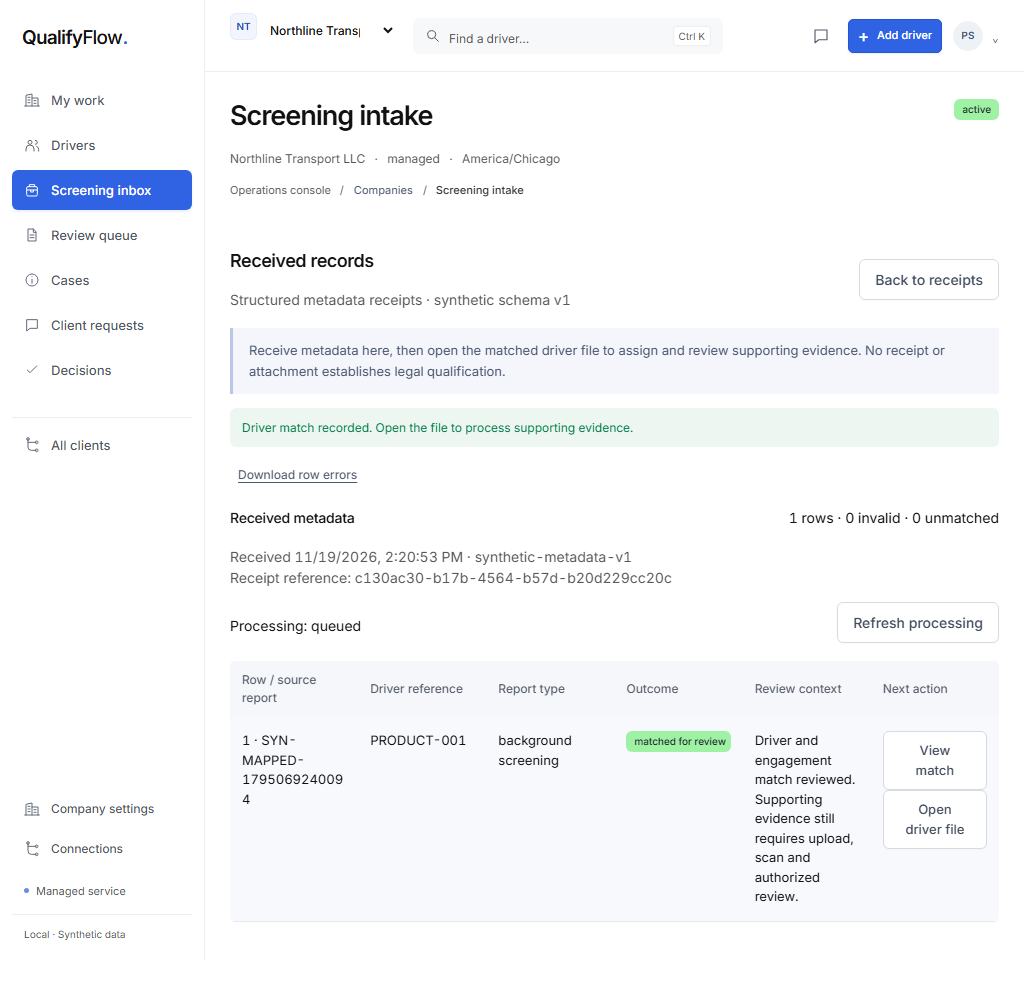 QualifyFlow.
NT
Northline Trans
Find a driver...
Ctrl K
+ Add driver
PS
My work
Drivers
Screening inbox
Review queue
Cases
Client requests
Decisions
All clients
Company settings
Connections
Managed service
Local · Synthetic data
Screening intake
active
Northline Transport LLC · managed · America/Chicago
Operations console / Companies / Screening intake
Received records
Back to receipts
Structured metadata receipts · synthetic schema v1
Receive metadata here, then open the matched driver file to assign and review supporting evidence. No receipt or
attachment establishes legal qualification.
Driver match recorded. Open the file to process supporting evidence.
Download row errors
Received metadata
1 rows · 0 invalid · 0 unmatched
Received 11/19/2026, 2:20:53 PM · synthetic-metadata-v1
Receipt reference: c130ac30-b17b-4564-b57d-b20d229cc20c
Processing: queued
Refresh processing
Row / source
report
Driver reference
Report type
Outcome
Review context
Next action
1 · SYN-
MAPPED-
179506924009
4
PRODUCT-001
background
screening
matched for review
Driver and
engagement
match reviewed.
Supporting
evidence still
requires upload,
scan and
authorized
review.
View
match
Open
driver file